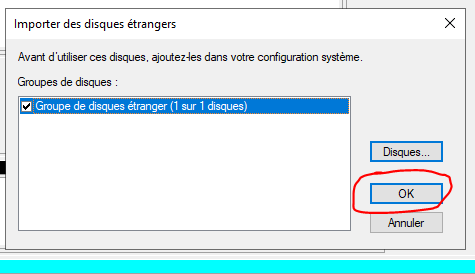 Importer des disques étrangers
Avant d'utiliser ces disques, ajoutez-les dans votre configuration système.
Groupes de disques :
Groupe de disques étranger (1 sur 1 disques)
Disques...
OK
Annuler